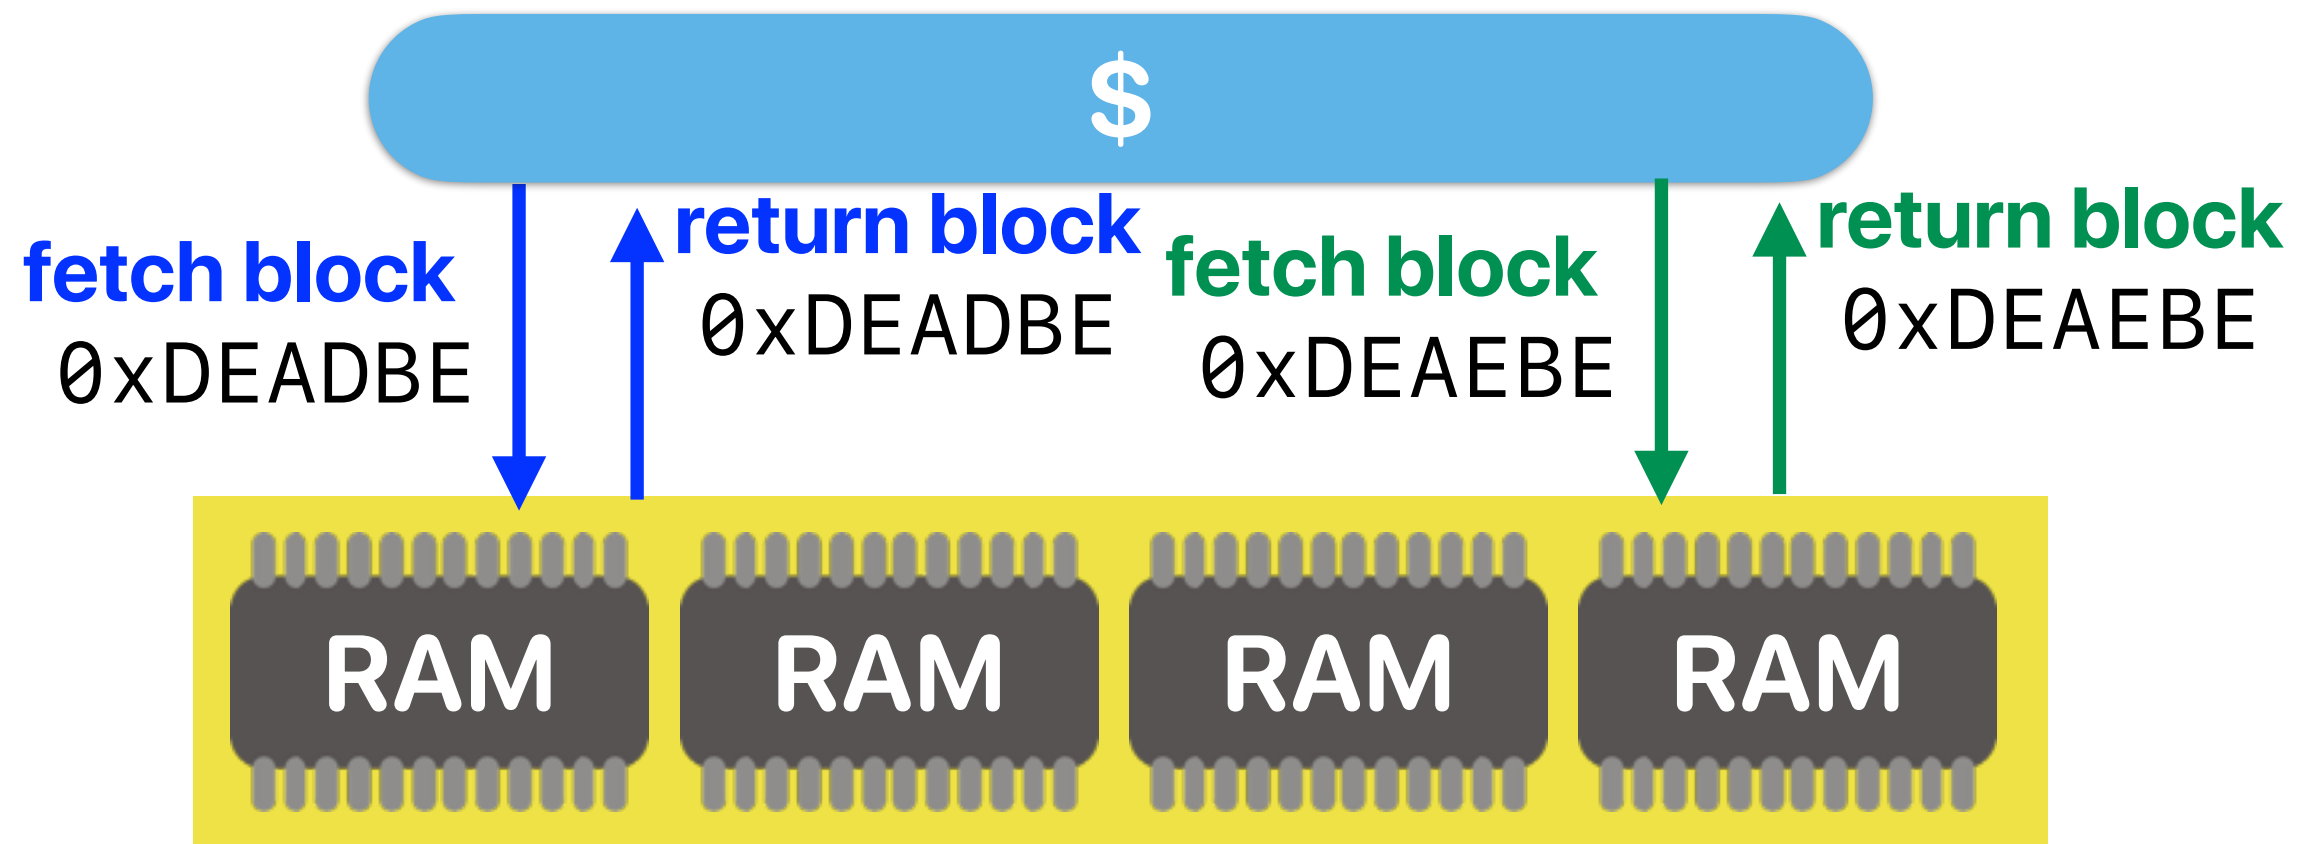 $
fetch block
0xDEADBE
return block
0xDEADBE
fetch block
0xDEAEBE
return block
0xDEAEBE
RAM
RAM
RAM
RAM